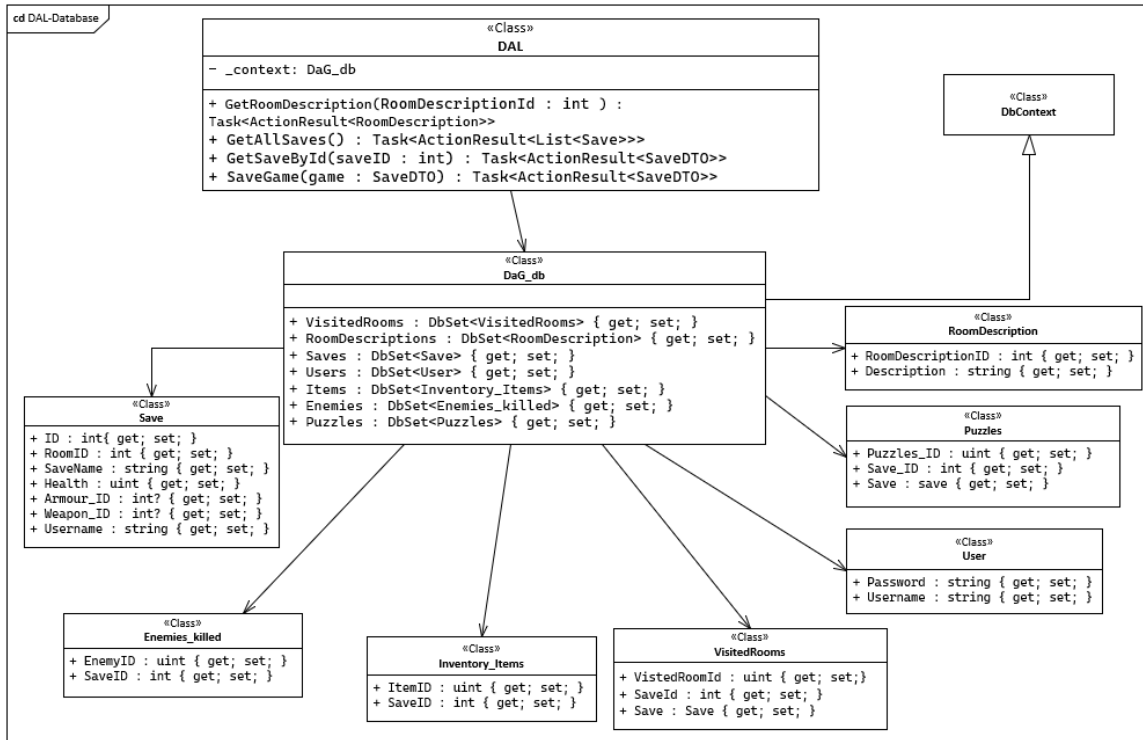 cd DAL-Database
«Class»
DAL
- _context: DaG_db
+ GetRoomDescription(RoomDescriptionId : int ) :
Task<ActionResult<RoomDescription>>
+ GetAllSaves() : Task<ActionResult<List<Save>>>
+ GetSaveById(saveID : int) : Task<ActionResult<SaveDTO>>
+ SaveGame(game : SaveDTO) : Task<ActionResult<SaveDTO>>
«Class»
DbContext
«Class»
DaG_db
+ VisitedRooms : DbSet<VisitedRooms> { get; set; }
+ RoomDescriptions : DbSet<RoomDescription> { get; set; }
+ Saves : DbSet<Save> { get; set; }
+ Users : DbSet<User> { get; set; }
+ Items : DbSet<Inventory_Items> { get; set; }
+ Enemies : DbSet<Enemies_killed> { get; set; }
+ Puzzles : DbSet<Puzzles> { get; set; }
«Class»
RoomDescription
+ RoomDescriptionID : int { get; set; }
+ Description : string { get; set; }
«Class»
Save
+ ID : int{ get; set; }
+ RoomID : int { get; set; }
+ SaveName : string { get; set; }
+ Health : uint { get; set; }
+ Armour_ID : int? { get; set; }
+ Weapon_ID : int? { get; set; }
+ Username : string { get; set; }
«Class»
Puzzles
+ Puzzles_ID : uint { get; set; }
+ Save_ID : int { get; set; }
+ Save : save { get; set; }
«Class»
User
+ Password : string { get; set; }
+ Username : string { get; set; }
«Class»
Enemies_killed
+ EnemyID : uint { get; set; }
+ SaveID : int { get; set; }
«Class»
Inventory_Items
+ ItemID : uint { get; set; }
+ SaveID : int { get; set; }
«Class»
VisitedRooms
+ VistedRoomId : uint { get; set;}
+ SaveId : int { get; set; }
+ Save : Save { get; set; }